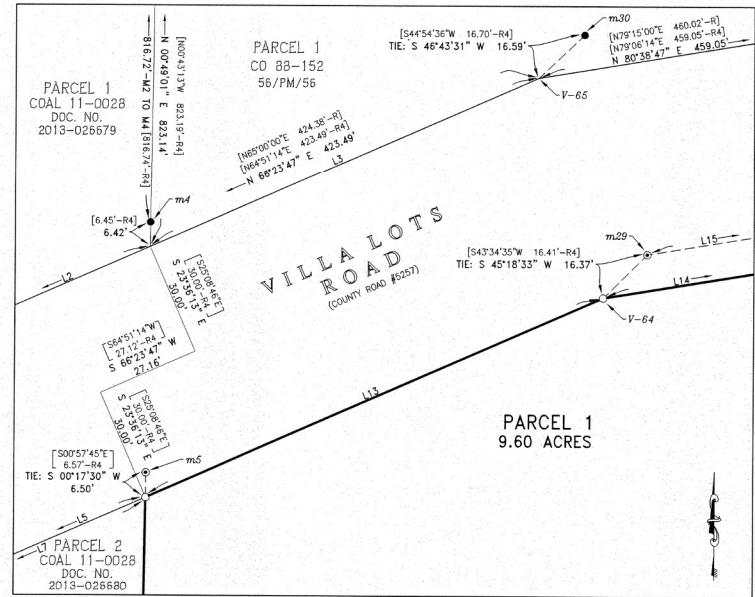 PARCEL 1
COAL 11-0028
DOC. NO.
2013-026679
816.72'-M2 TO M4 [816.74'-R4]
N 00°49'01" E 823.14'
[N00°43'13"W 823.19'-R4]
PARCEL 1
CO 88-152
56/PM/56
[S44°54'36"W 16.70'-R4]
TIE: S 46°43'31" W 16.59'
m30
[N79°15'00"E 460.02'-R]
[N79°06'14"E 459.05'-R4]
N 80°38'47" E 459.05'
V-65
[N65°00'00"E 424.38'-R]
[N64°51'14"E 423.49'-R4]
N 66°23'47" E 423.49'
L3
[6.45'-R4]
6.42'
m4
L2
VILLA LOTS
ROAD
(COUNTY ROAD #5257)
[S43°34'35"W 16.41'-R4]
TIE: S 45°18'33" W 16.37'
m29
L15
L14
V-64
[S25°08'46"E
30.00'-R4]
S 23°36'13" E
30.00'
[S64°51'14"W
27.12'-R4]
S 66°23'47" W
27.16'
[S25°08'46"E
30.00'-R4]
S 23°36'13" E
30.00'
L13
PARCEL 1
9.60 ACRES
[S00°57'45"E
6.57'-R4]
TIE: S 00°17'30" W
6.50'
m5
L5
L7
PARCEL 2
COAL 11-0028
DOC. NO.
2013-026680